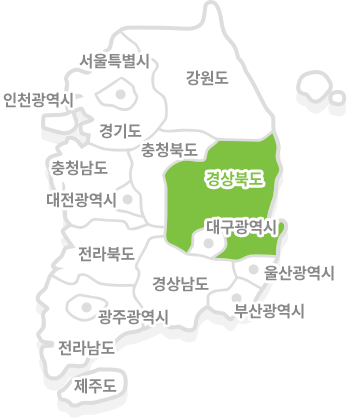 서울특별시
강원도
인천광역시
경기도
충청북도
충청남도
경상북도
대전광역시
대구광역시
전라북도
울산광역시
경상남도
부산광역시
광주광역시
전라남도
제주도